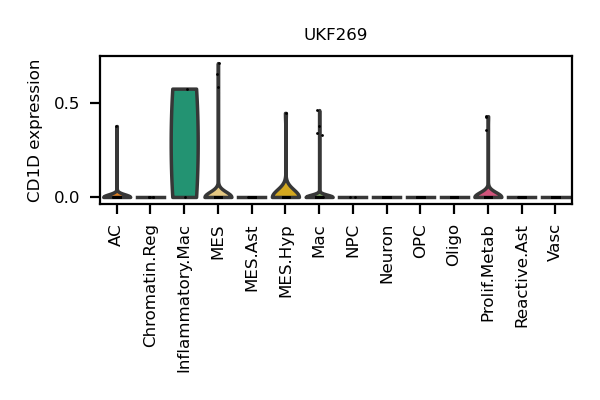 UKF269
CD1D expression
0.5
0.0
AC
Chromatin.Reg
Inflammatory.Mac
MES
MES.Ast
MES.Hyp
Mac
NPC
Neuron
OPC
Oligo
Prolif.Metab
Reactive.Ast
Vasc